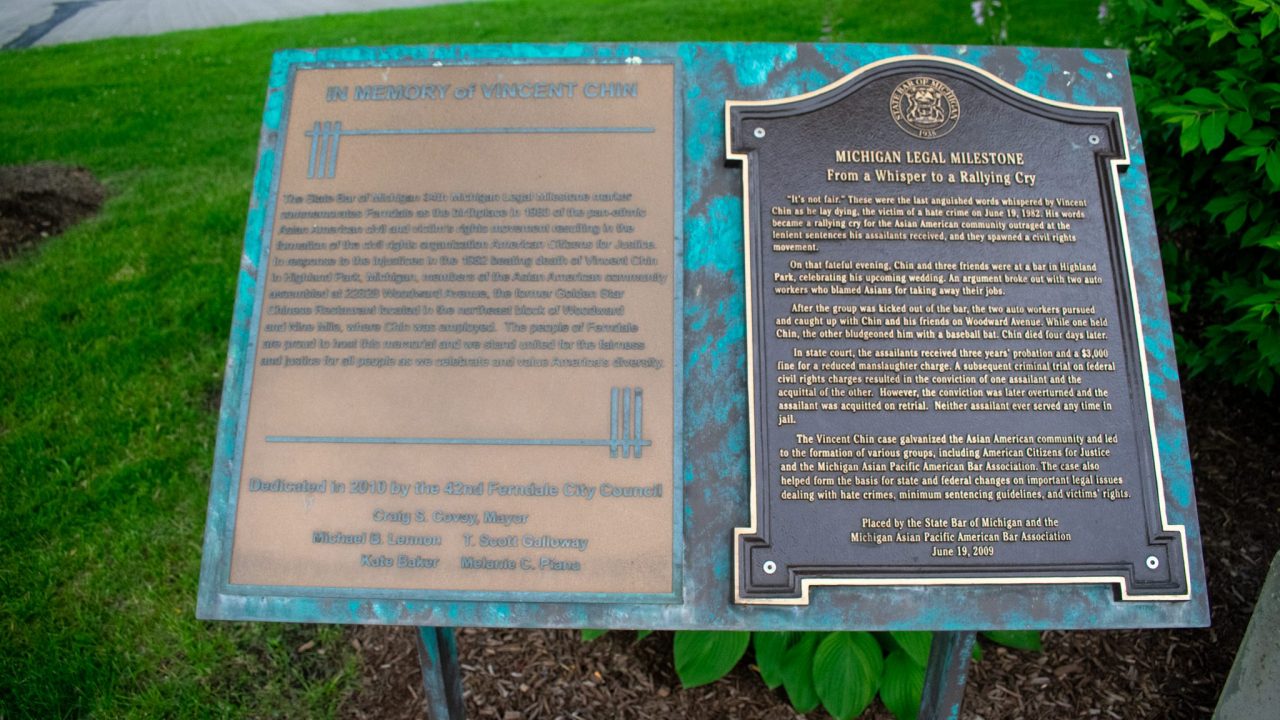 IN MEMORY of VINCENT CHIN
The State Bar of Michigan 34th Michigan Legal Milestone marker
commemorates Ferndale as the birthplace in 1983 of the pan-ethnic
Asian American civil and victim's rights movement resulting in the
formation of the civil rights organization American Citizens for Justice.
In response to the injustices in the 1982 beating death of Vincent Chin
in Highland Park, Michigan, members of the Asian American community
assembled at 22828 Woodward Avenue, the former Golden Star
Chinese Restaurant located in the northeast block of Woodward
and Nine Mile, where Chin was employed. The people of Ferndale
are proud to host this memorial and we stand united for the fairness
and justice for all people as we celebrate and value America's diversity.
Dedicated in 2010 by the 42nd Ferndale City Council
Craig S. Covey, Mayor
Michael B. Lennon T. Scott Galloway
Kate Baker Melanie C. Piana
STATE BAR OF MICHIGAN
1935
MICHIGAN LEGAL MILESTONE
From a Whisper to a Rallying Cry
"It's not fair." These were the last anguished words whispered by Vincent
Chin as he lay dying, the victim of a hate crime on June 19, 1982. His words
became a rallying cry for the Asian American community outraged at the
lenient sentences his assailants received, and they spawned a civil rights
movement.
On that fateful evening, Chin and three friends were at a bar in Highland
Park, celebrating his upcoming wedding. An argument broke out with two auto
workers who blamed Asians for taking away their jobs.
After the group was kicked out of the bar, the two auto workers pursued
and caught up with Chin and his friends on Woodward Avenue. While one held
Chin, the other bludgeoned him with a baseball bat. Chin died four days later.
In state court, the assailants received three years' probation and a $3,000
fine for a reduced manslaughter charge. A subsequent criminal trial on federal
civil rights charges resulted in the conviction of one assailant and the
acquittal of the other. However, the conviction was later overturned and the
assailant was acquitted on retrial. Neither assailant ever served any time in
jail.
The Vincent Chin case galvanized the Asian American community and led
to the formation of various groups, including American Citizens for Justice
and the Michigan Asian Pacific American Bar Association. The case also
helped form the basis for state and federal changes on important legal issues
dealing with hate crimes, minimum sentencing guidelines, and victims' rights.
Placed by the State Bar of Michigan and the
Michigan Asian Pacific American Bar Association
June 19, 2009